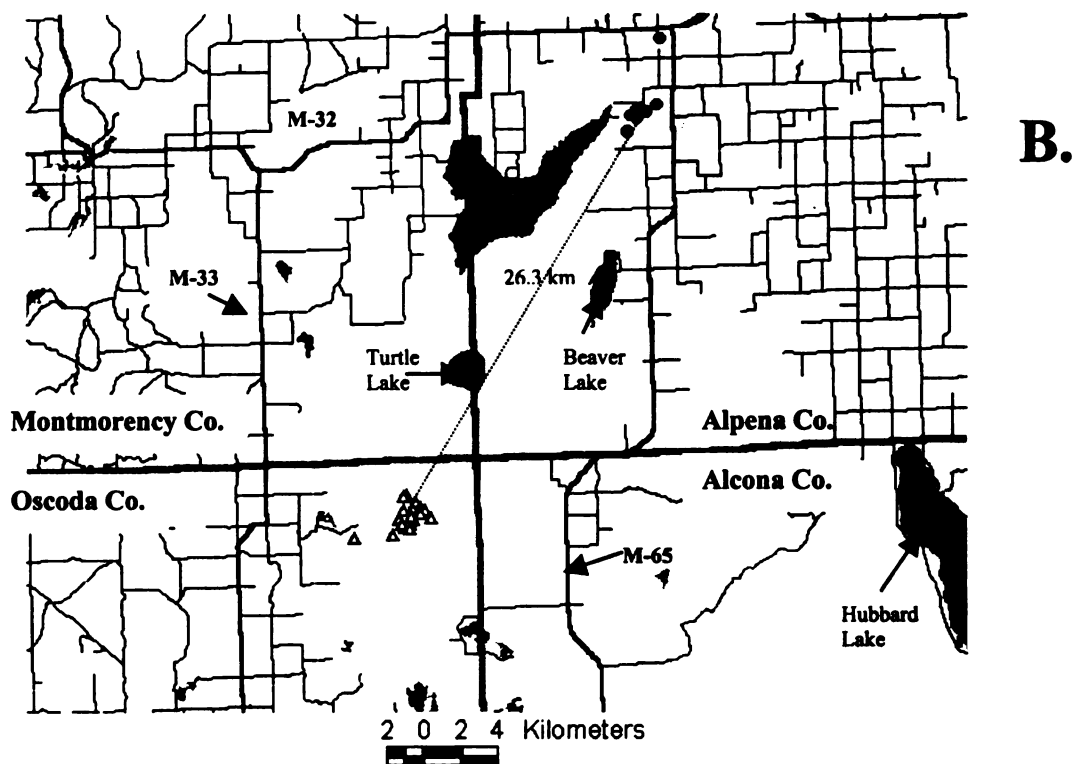 M-32
B.
M-33
26.3 km
Turtle
Lake
Beaver
Lake
Montmorency Co.
Alpena Co.
Oscoda Co.
Alcona Co.
M-65
Hubbard
Lake
2 0 2 4 Kilometers